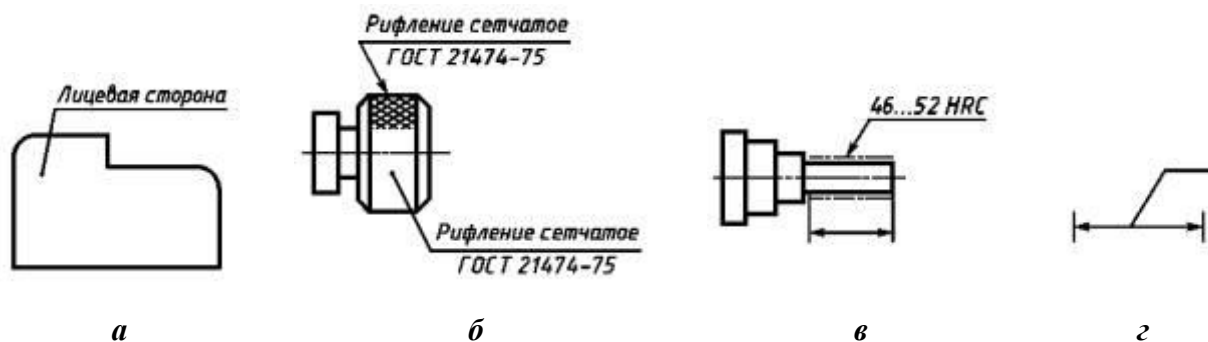 Рифление сетчатое
ГОСТ 21474-75
Лицевая сторона
46...52 HRC
Рифление сетчатое
ГОСТ 21474-75
а
б
в
г